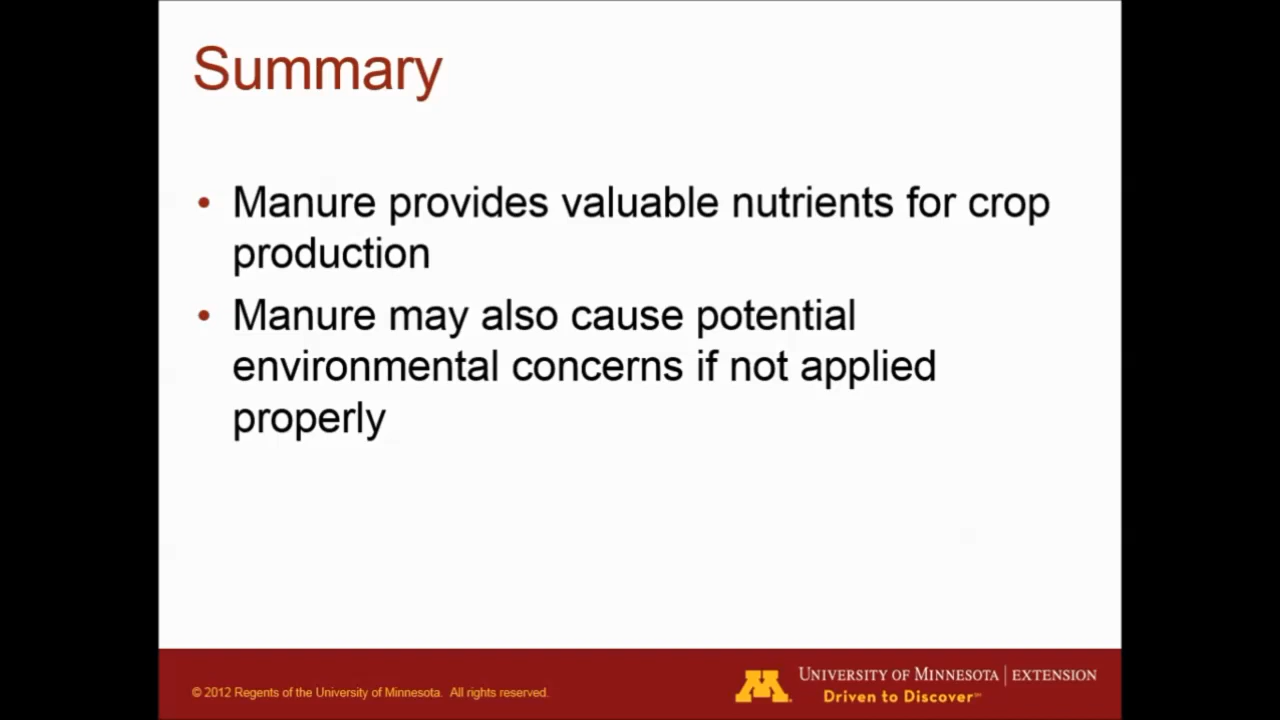 Summary
• Manure provides valuable nutrients for crop
production
• Manure may also cause potential
environmental concerns if not applied
properly
© 2012 Regents of the University of Minnesota. All rights reserved.
M
UNIVERSITY OF MINNESOTA | EXTENSION
Driven to Discover℠